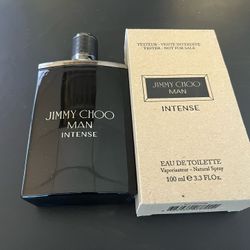 JIMMY CHOO
MAN
INTENSE
TESTEUR - VENTE INTERDITE
TESTER - NOT FOR SALE
JIMMY CHOO
MAN
INTENSE
EAU DE TOILETTE
Vaporisateur - Natural Spray
100 ml e 3.3 Fl.Oz.